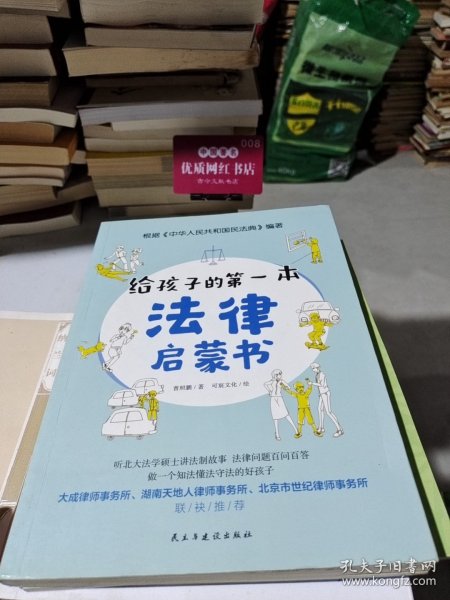 008
中国著名
优质网红书店
根据《中华人民共和国民法典》编著
给孩子的第一本
法律
启蒙书
曹照鹏/著 可刻文化/绘
听北大法学硕士讲法制故事 法律问题百问百答
做一个知法懂法守法的好孩子
大成律师事务所、湖南天地人律师事务所、北京市世纪律师事务所
联/袂/推/荐
民主与建设出版社
孔夫子旧书网
www.kongfz.com